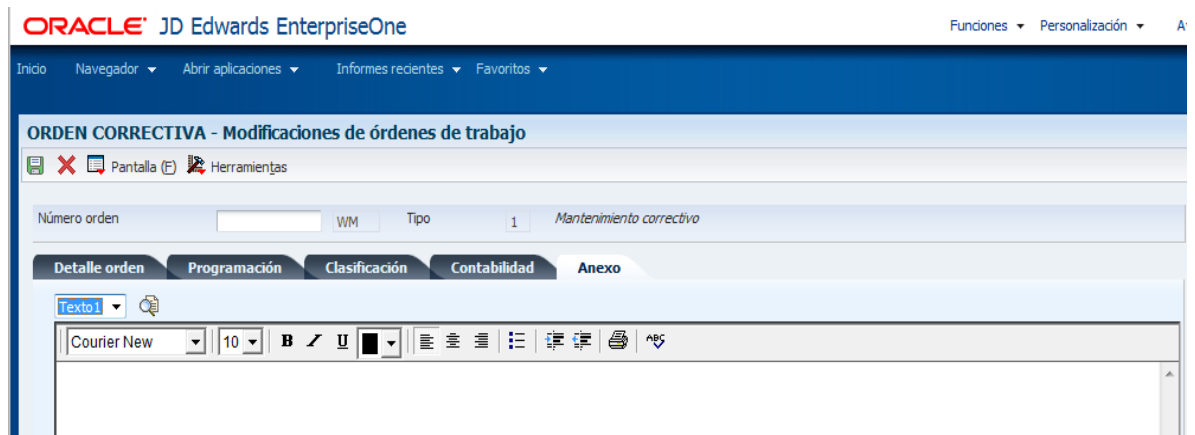 ORACLE JD Edwards EnterpriseOne
Funciones Personalización
Inicio Navegador Abrir aplicaciones Informes recientes Favoritos
ORDEN CORRECTIVA - Modificaciones de órdenes de trabajo
Pantalla (F) Herramientas
Número orden WM Tipo 1 Mantenimiento correctivo
Detalle orden Programación Clasificación Contabilidad Anexo
Texto1
Courier New 10 B I U ABC